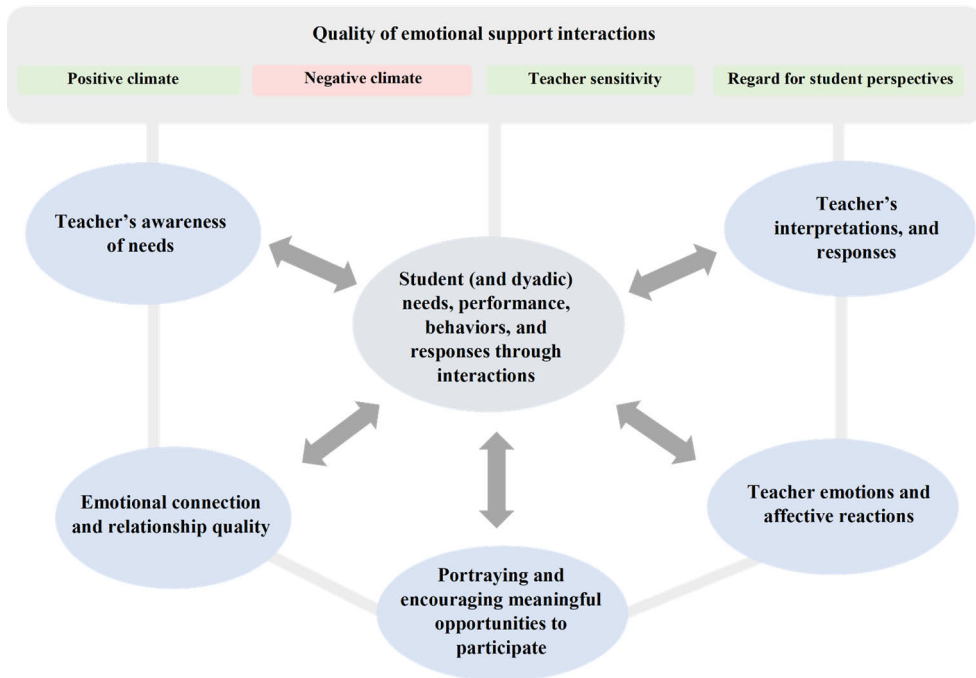 Quality of emotional support interactions
Positive climate
Negative climate
Teacher sensitivity
Regard for student perspectives
Teacher’s awareness
of needs
Teacher’s
interpretations, and
responses
Student (and dyadic)
needs, performance,
behaviors, and
responses through
interactions
Emotional connection
and relationship quality
Teacher emotions and
affective reactions
Portraying and
encouraging meaningful
opportunities to
participate